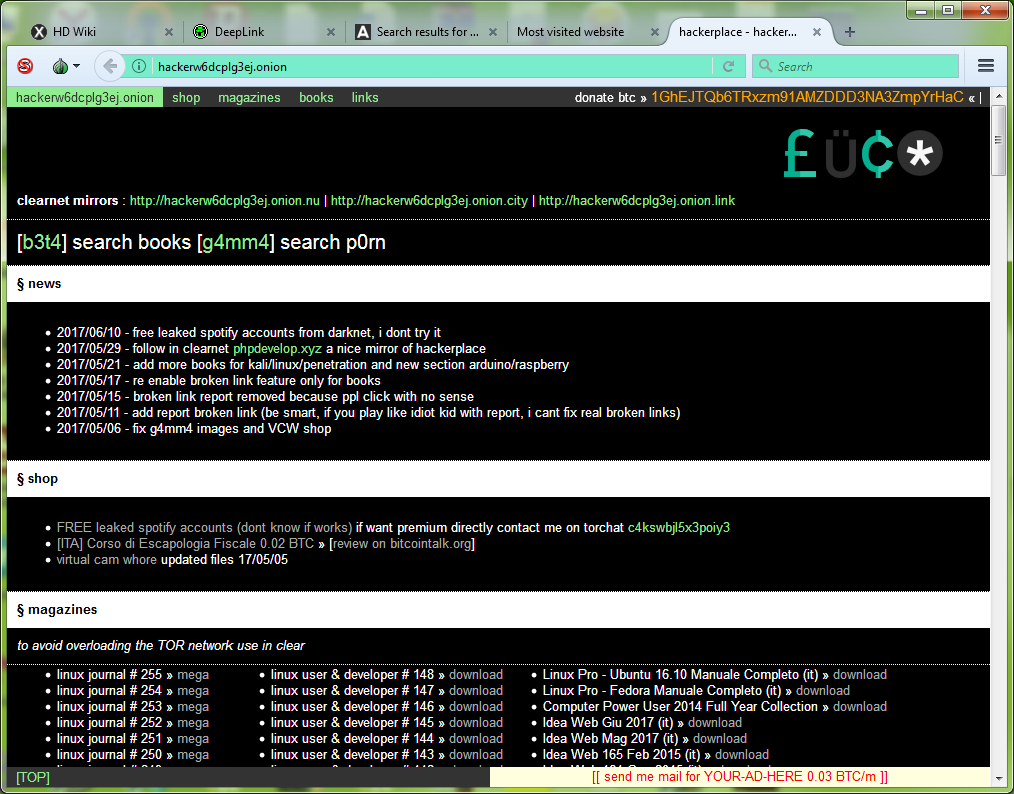 HD Wiki
DeepLink
Search results for ...
Most visited website
hackerplace - hacker...
hackerw6dcplg3ej.onion
Search
hackerw6dcplg3ej.onion shop magazines books links
donate btc » 1GhEJTQb6TRxzm91AMZDDD3NA3ZmpYrHaC « |
£Ü¢*
clearnet mirrors : http://hackerw6dcplg3ej.onion.nu | http://hackerw6dcplg3ej.onion.city | http://hackerw6dcplg3ej.onion.link
[b3t4] search books [g4mm4] search p0rn
§ news
• 2017/06/10 - free leaked spotify accounts from darknet, i dont try it
• 2017/05/29 - follow in clearnet phpdevelop.xyz a nice mirror of hackerplace
• 2017/05/21 - add more books for kali/linux/penetration and new section arduino/raspberry
• 2017/05/17 - re enable broken link feature only for books
• 2017/05/15 - broken link report removed because ppl click with no sense
• 2017/05/11 - add report broken link (be smart, if you play like idiot kid with report, i cant fix real broken links)
• 2017/05/06 - fix g4mm4 images and VCW shop
§ shop
• FREE leaked spotify accounts (dont know if works) if want premium directly contact me on torchat c4kswbjl5x3poiy3
• [ITA] Corso di Escapologia Fiscale 0.02 BTC » [review on bitcointalk.org]
• virtual cam whore updated files 17/05/05
§ magazines
to avoid overloading the TOR network use in clear
• linux journal # 255 » mega
• linux journal # 254 » mega
• linux journal # 253 » mega
• linux journal # 252 » mega
• linux journal # 251 » mega
• linux journal # 250 » mega
• linux user & developer # 148 » download
• linux user & developer # 147 » download
• linux user & developer # 146 » download
• linux user & developer # 145 » download
• linux user & developer # 144 » download
• linux user & developer # 143 » download
• Linux Pro - Ubuntu 16.10 Manuale Completo (it) » download
• Linux Pro - Fedora Manuale Completo (it) » download
• Computer Power User 2014 Full Year Collection » download
• Idea Web Giu 2017 (it) » download
• Idea Web Mag 2017 (it) » download
• Idea Web 165 Feb 2015 (it) » download
[TOP]
[[ send me mail for YOUR-AD-HERE 0.03 BTC/m ]]